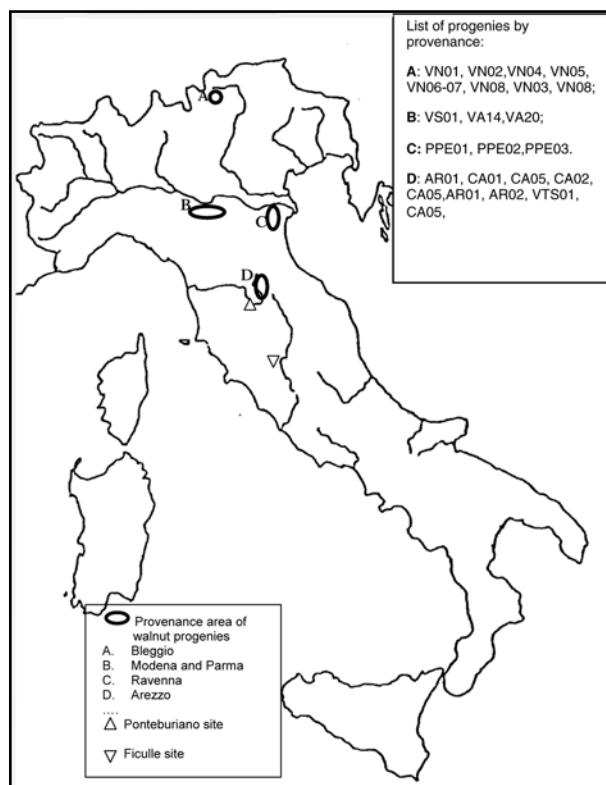 List of progenies by
provenance:
A: VN01, VN02,VN04, VN05,
VN06-07, VN08, VN03, VN08;
B: VS01, VA14,VA20;
C: PPE01, PPE02,PPE03.
D: AR01, CA01, CA05, CA02,
CA05,AR01, AR02, VTS01,
CA05,
A
B
C
D
Provenance area of
walnut progenies
A. Bleggio
B. Modena and Parma
C. Ravenna
D. Arezzo
....
Ponteburiano site
Ficulle site